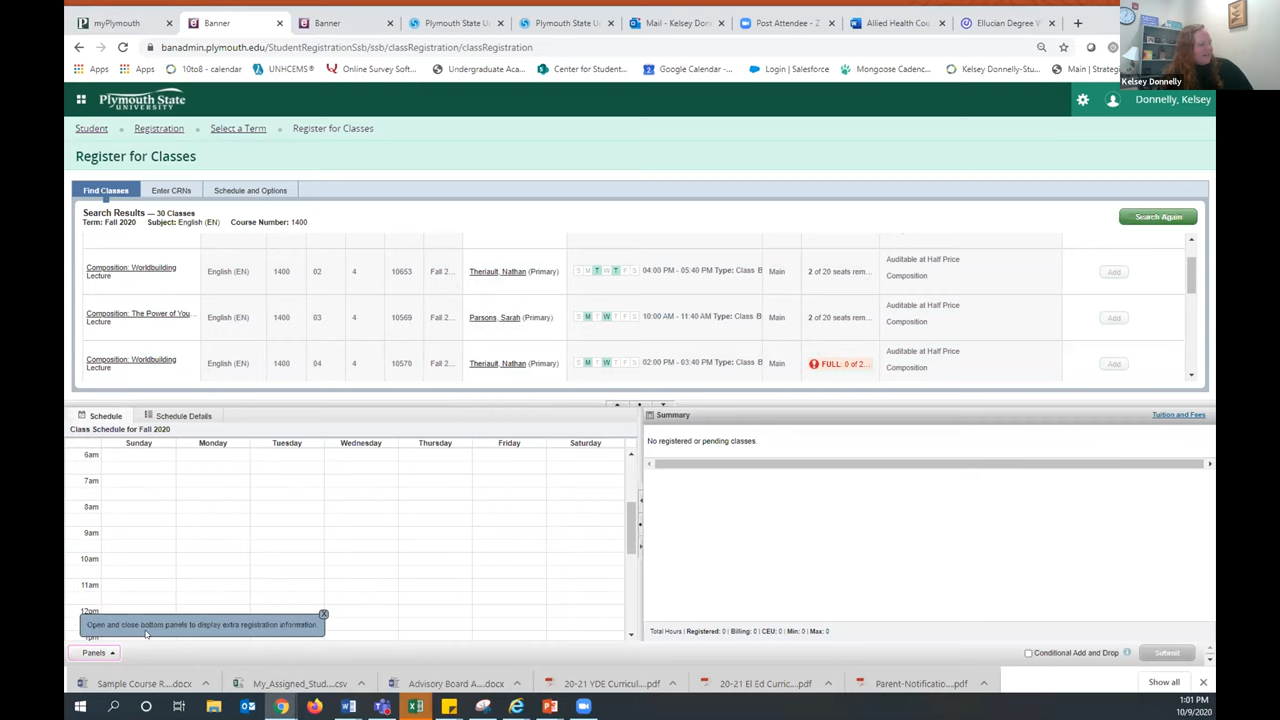 myPlymouth
Banner
Banner
Plymouth State U
Plymouth State Un
Mail - Kelsey Donn
Post Attendee - Z
Allied Health Cou
Ellucian Degree W
banadmin.plymouth.edu/StudentRegistrationSsb/ssb/classRegistration/classRegistration
Apps
Apps
10to8 - calendar
UNHCEMS®
Online Survey Soft...
Undergraduate Aca...
Center for Student...
Google Calendar -...
Login | Salesforce
Mongoose Cadenc...
Kelsey Donnelly-Stu...
Main | Strateg
Kelsey Donnelly
Plymouth State
UNIVERSITY
Donnelly, Kelsey
Student
Registration
Select a Term
Register for Classes
Register for Classes
Find Classes
Enter CRNs
Schedule and Options
Search Results — 30 Classes
Term: Fall 2020 Subject: English (EN) Course Number: 1400
Search Again
Composition: Worldbuilding
Lecture
English (EN)
1400
02
4
10653
Fall 2...
Theriault, Nathan (Primary)
S M T W T F S
04:00 PM - 05:40 PM Type: Class B
Main
2 of 20 seats rem...
Auditable at Half Price
Composition
Add
Composition: The Power of You...
Lecture
English (EN)
1400
03
4
10569
Fall 2...
Parsons, Sarah (Primary)
S M T W T F S
10:00 AM - 11:40 AM Type: Class B
Main
2 of 20 seats rem...
Auditable at Half Price
Composition
Add
Composition: Worldbuilding
Lecture
English (EN)
1400
04
4
10570
Fall 2...
Theriault, Nathan (Primary)
S M T W T F S
02:00 PM - 03:40 PM Type: Class B
Main
FULL: 0 of 2...
Auditable at Half Price
Composition
Add
Schedule
Schedule Details
Class Schedule for Fall 2020
Sunday
Monday
Tuesday
Wednesday
Thursday
Friday
Saturday
6am
7am
8am
9am
10am
11am
12pm
1pm
Open and close bottom panels to display extra registration information.
X
Panels
Summary
Tuition and Fees
No registered or pending classes
Total Hours | Registered: 0 | Billing: 0 | CEU: 0 | Min: 0 | Max: 0
Conditional Add and Drop
Submit
Sample Course R....docx
My_Assigned_Stud....csv
Advisory Board A....docx
20-21 YDE Curricul....pdf
20-21 El Ed Curric....pdf
Parent-Notificatio....pdf
Show all
1:01 PM
10/9/2020